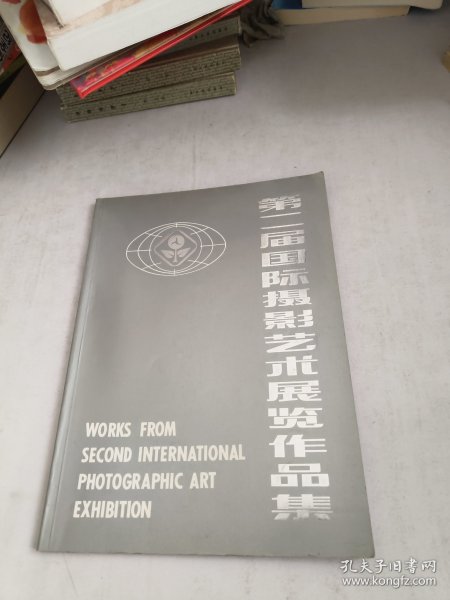 第二届国际摄影艺术展览作品集
WORKS FROM
SECOND INTERNATIONAL
PHOTOGRAPHIC ART
EXHIBITION
孔夫子旧书网
www.kongfz.com